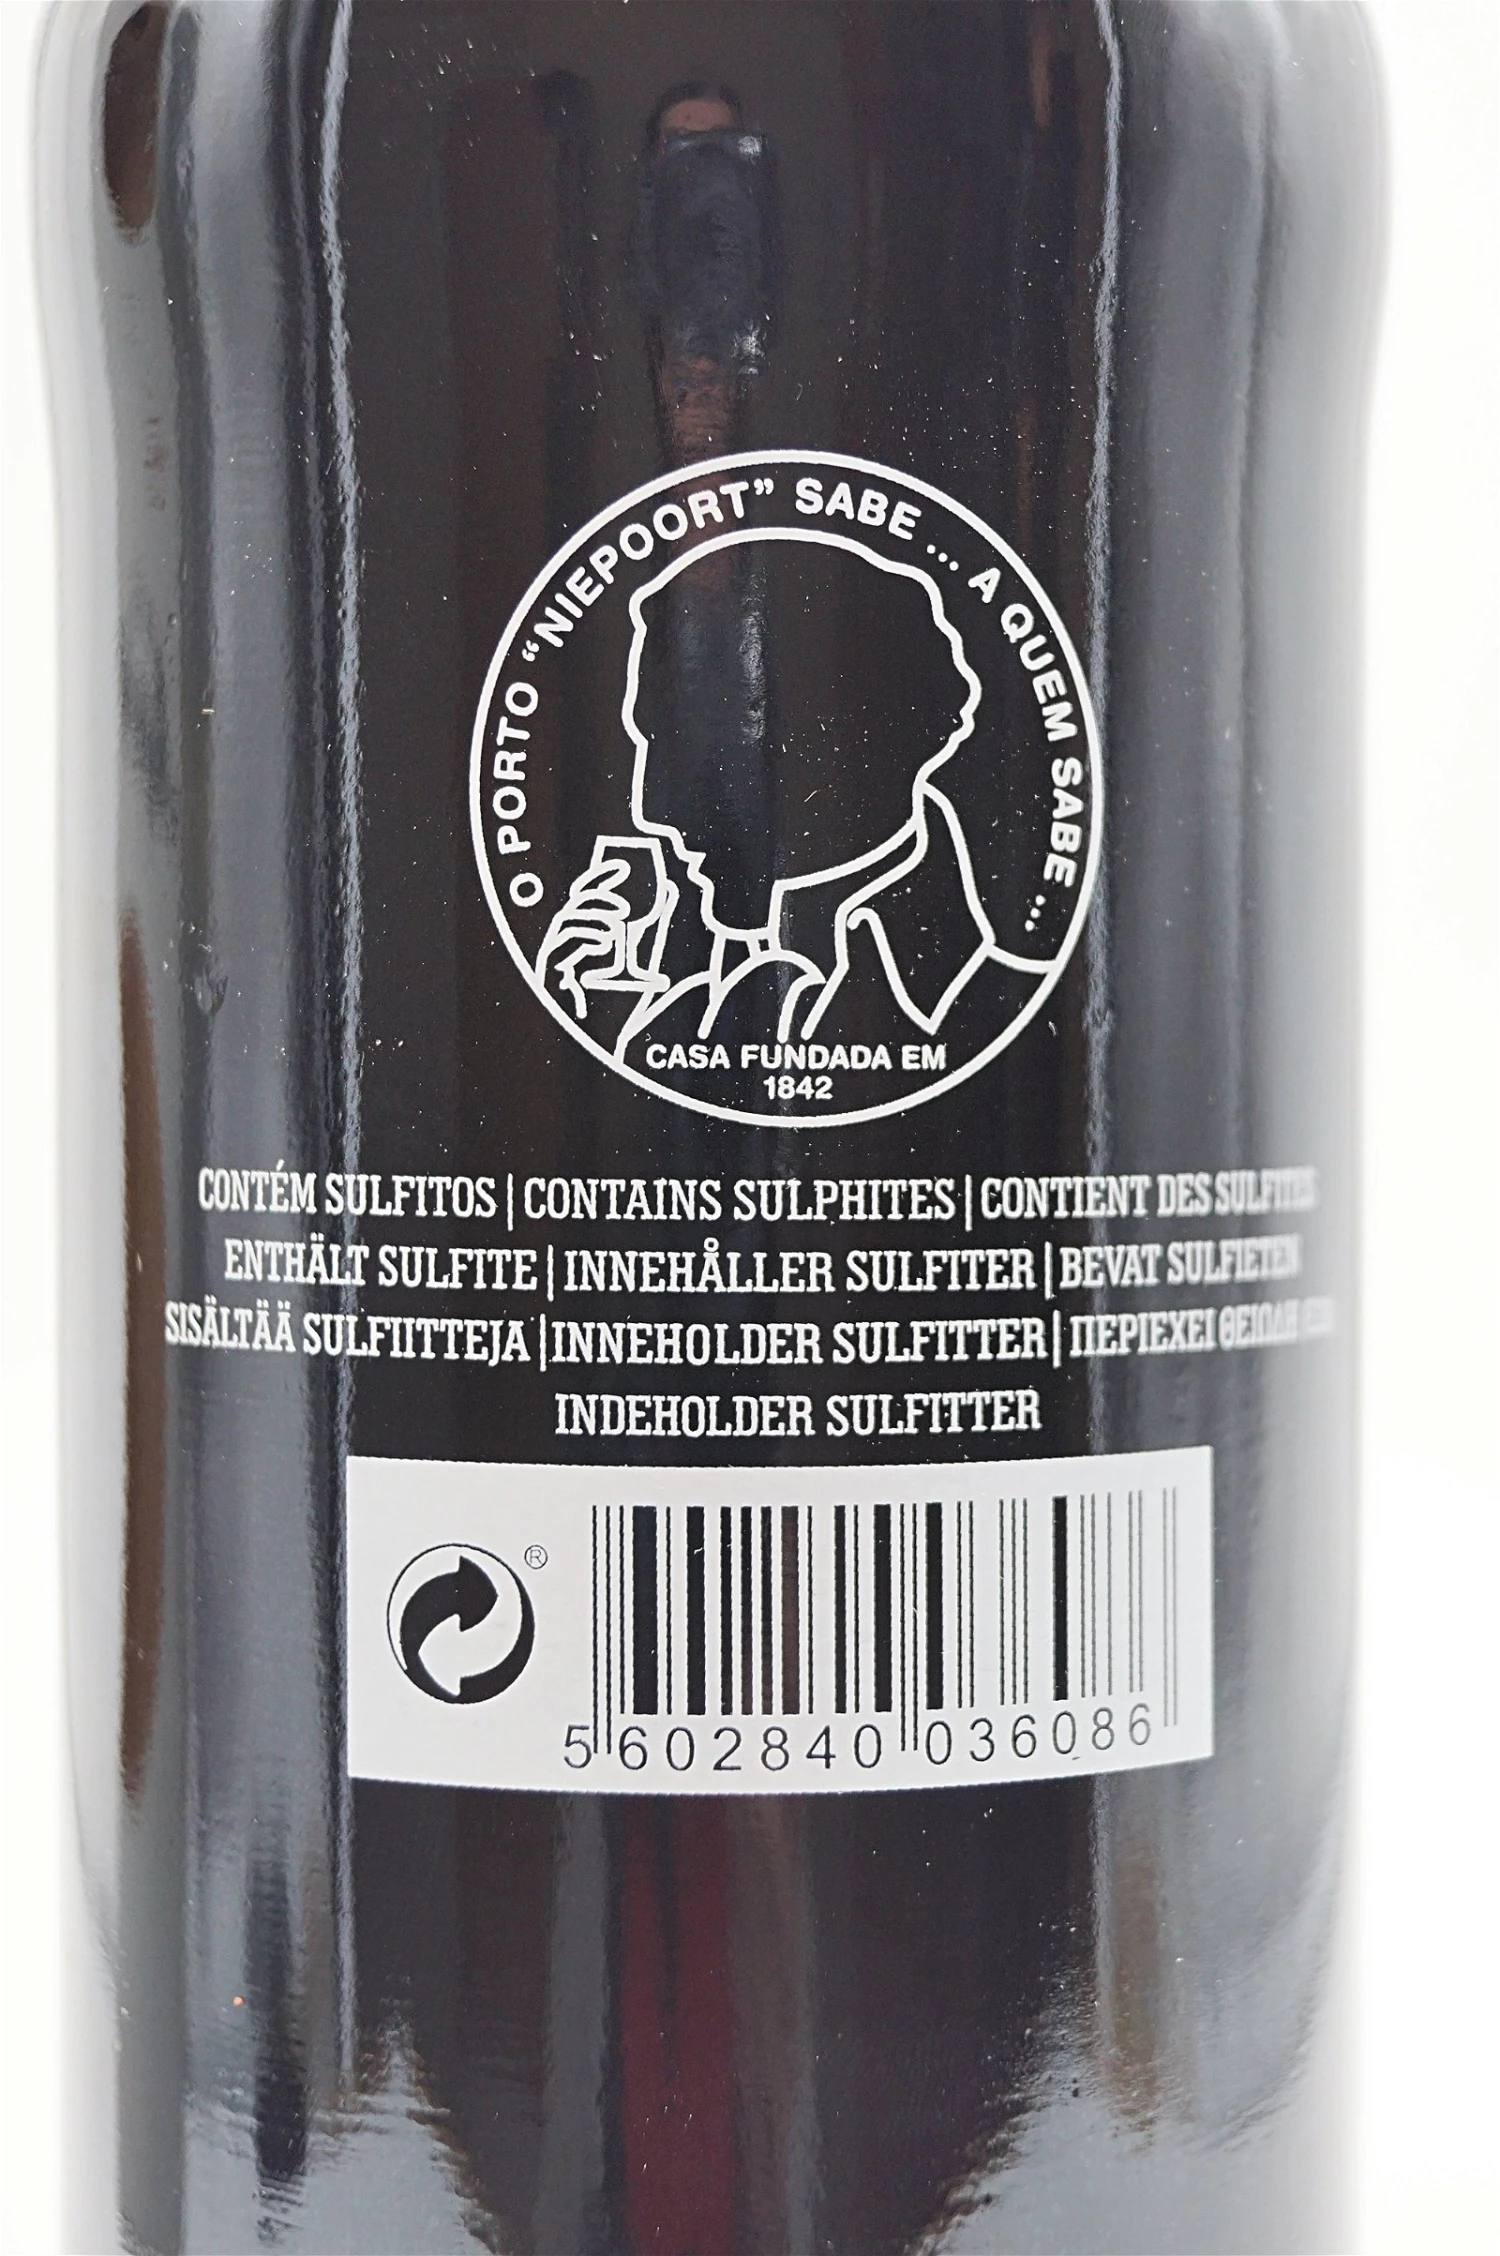 O PORTO “NIEPOORT” SABE ... A QUEM SABE ...
CASA FUNDADA EM
1842
CONTÉM SULFITOS | CONTAINS SULPHITES | CONTIENT DES SULFITES
ENTHÄLT SULFITE | INNEHÅLLER SULFITER | BEVAT SULFIETEN
SISÄLTÄÄ SULFIITTEJA | INNEHOLDER SULFITTER | ΠΕΡΙΕΧΕΙ ΘΕΙΩΔΗ
INDEHOLDER SULFITTER
®
5 602840 036086